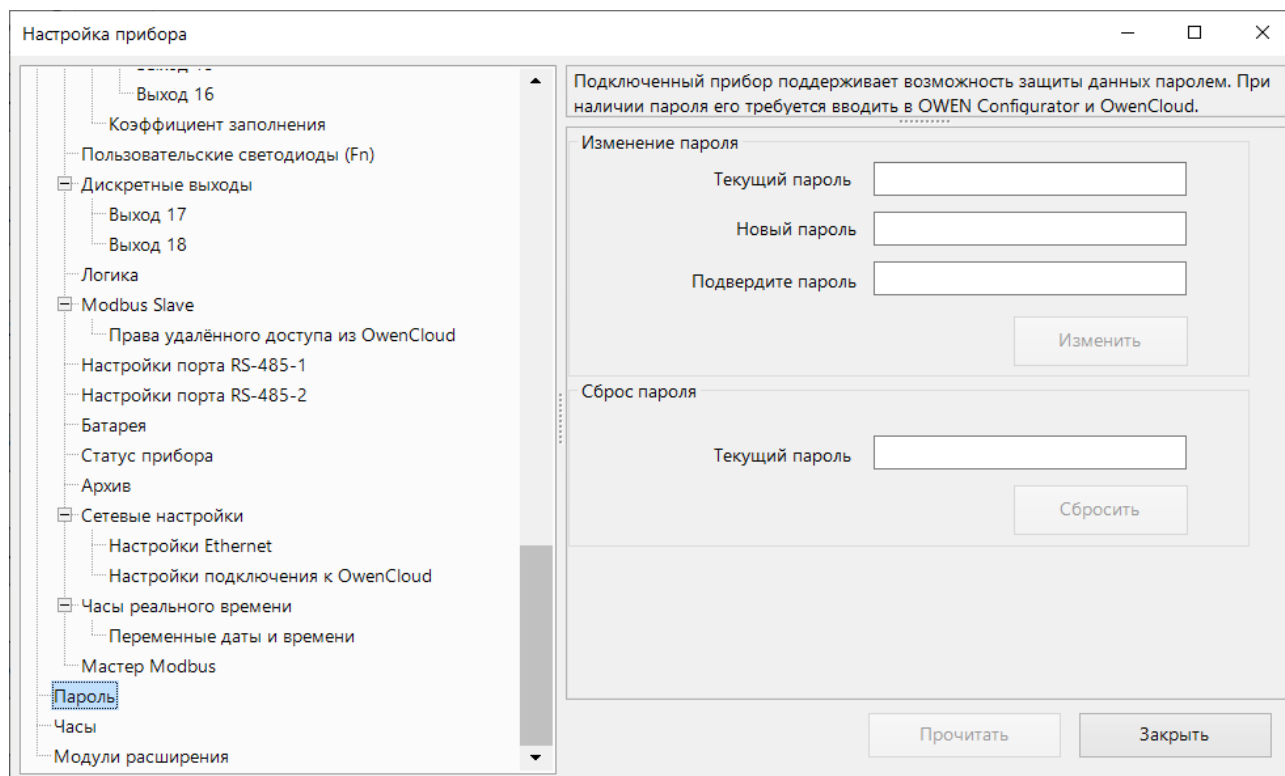 Настройка прибора
Выход 16
Коэффициент заполнения
Пользовательские светодиоды (Fn)
Дискретные выходы
Выход 17
Выход 18
Логика
Modbus Slave
Права удалённого доступа из OwenCloud
Настройки порта RS-485-1
Настройки порта RS-485-2
Батарея
Статус прибора
Архив
Сетевые настройки
Настройки Ethernet
Настройки подключения к OwenCloud
Часы реального времени
Переменные даты и времени
Мастер Modbus
Пароль
Часы
Модули расширения
Подключенный прибор поддерживает возможность защиты данных паролем. При
наличии пароля его требуется вводить в OWEN Configurator и OwenCloud.
Изменение пароля
Текущий пароль
Новый пароль
Подвердите пароль
Изменить
Сброс пароля
Текущий пароль
Сбросить
Прочитать
Закрыть